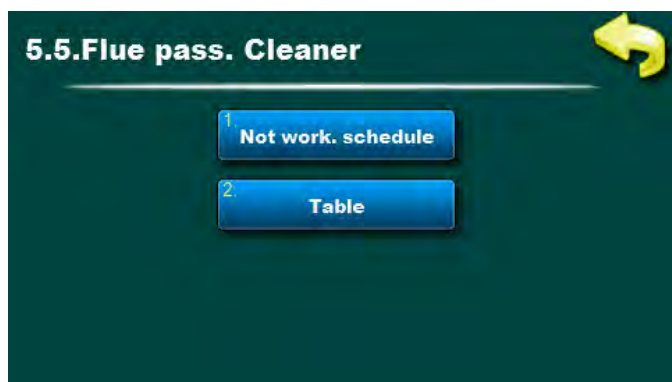 5.5.Flue pass. Cleaner
1.
Not work. schedule
2.
Table